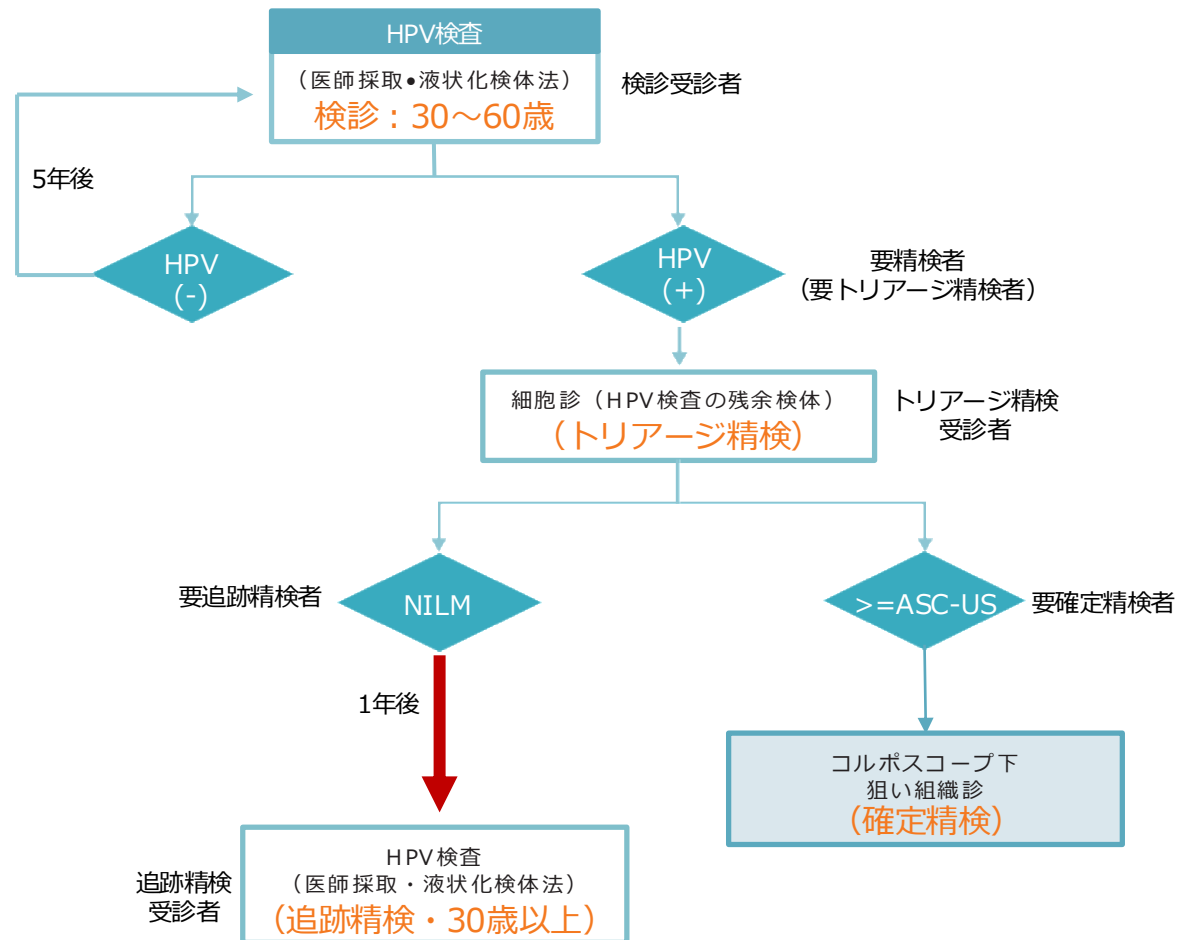 HPV検査
（医師採取●液状化検体法）
検診：30～60歳
検診受診者
5年後
HPV
(-)
HPV
(+)
要精検者
（要トリアージ精検者）
細胞診（HPV検査の残余検体）
（トリアージ精検）
トリアージ精検
受診者
要追跡精検者
NILM
>=ASC-US
要確定精検者
1年後
コルポスコープ下
狙い組織診
（確定精検）
追跡精検
受診者
HPV検査
（医師採取・液状化検体法）
（追跡精検・30歳以上）